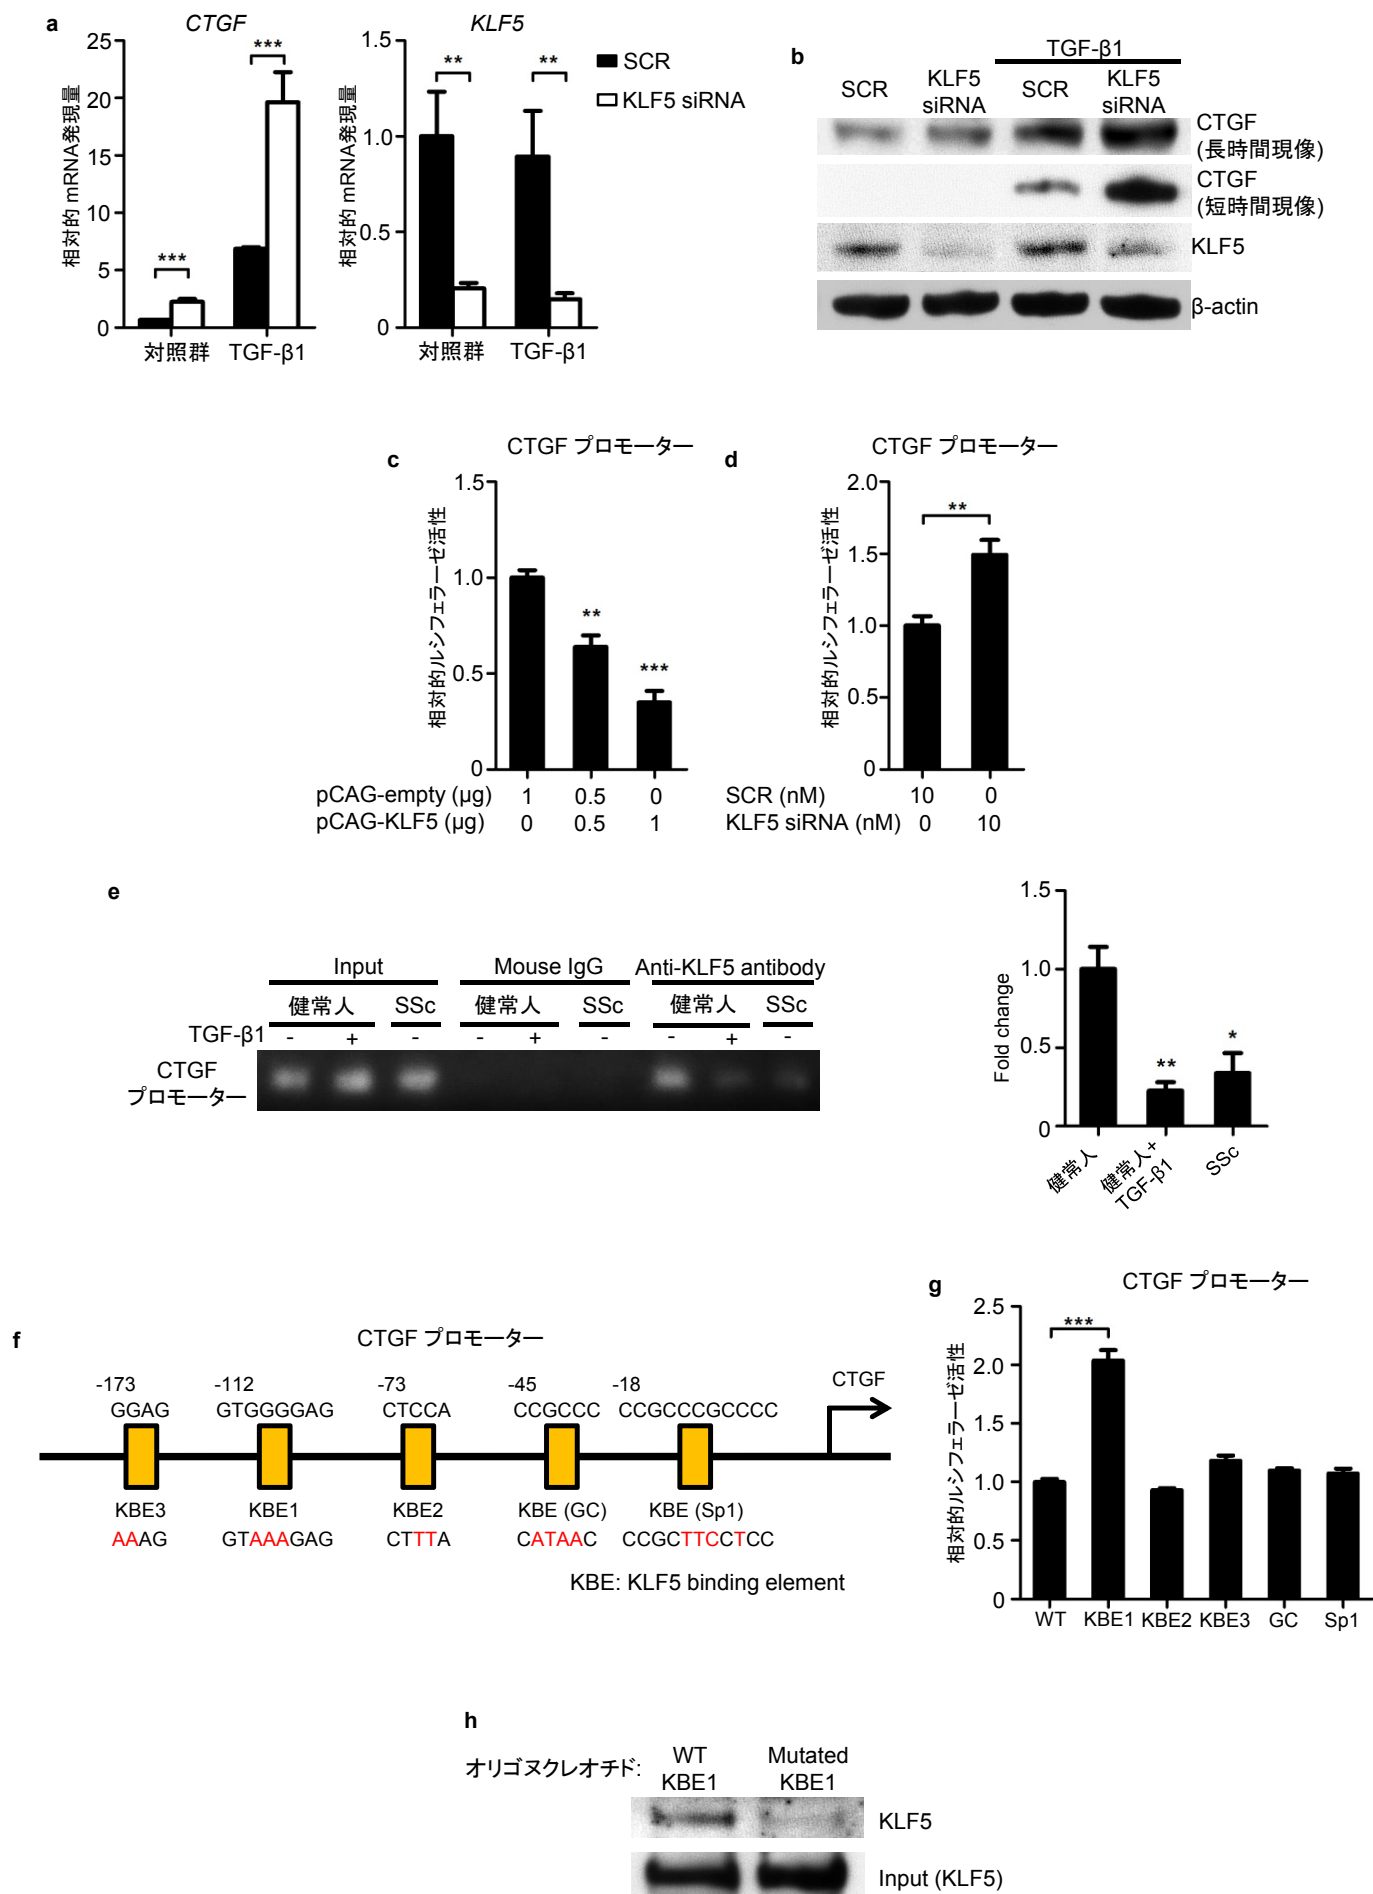 a
CTGF
相対的 mRNA発現量
25
20
15
10
5
0
***
***
対照群 TGF-β1
KLF5
相対的 mRNA発現量
1.5
1.0
0.5
0
**
**
対照群 TGF-β1
SCR
KLF5 siRNA
b
TGF-β1
SCR KLF5 siRNA SCR KLF5 siRNA
CTGF
(長時間現像)
CTGF
(短時間現像)
KLF5
β-actin
c
CTGF プロモーター
相対的ルシフェラーゼ活性
1.5
1.0
0.5
0
**
***
pCAG-empty (μg) 1 0.5 0
pCAG-KLF5 (μg) 0 0.5 1
d
CTGF プロモーター
相対的ルシフェラーゼ活性
2.0
1.5
1.0
0.5
0
**
SCR (nM) 10 0
KLF5 siRNA (nM) 0 10
e
Input Mouse IgG Anti-KLF5 antibody
健常人 SSc 健常人 SSc 健常人 SSc
TGF-β1 - + - - + - - + -
CTGF
プロモーター
Fold change
1.5
1.0
0.5
0
**
*
健常人
健常人+
TGF-β1
SSc
f
CTGF プロモーター
-173 -112 -73 -45 -18 CTGF
GGAG GTGGGGAG CTCCA CCGCCC CCGCCCGCCCC
KBE3 KBE1 KBE2 KBE (GC) KBE (Sp1)
AAAG GTAAAGAG CTTTA CATAAC CCGCTTCCTCC
KBE: KLF5 binding element
g
CTGF プロモーター
相対的ルシフェラーゼ活性
2.5
2.0
1.5
1.0
0.5
0
***
WT KBE1 KBE2 KBE3 GC Sp1
h
オリゴヌクレオチド: WT KBE1 Mutated KBE1
KLF5
Input (KLF5)